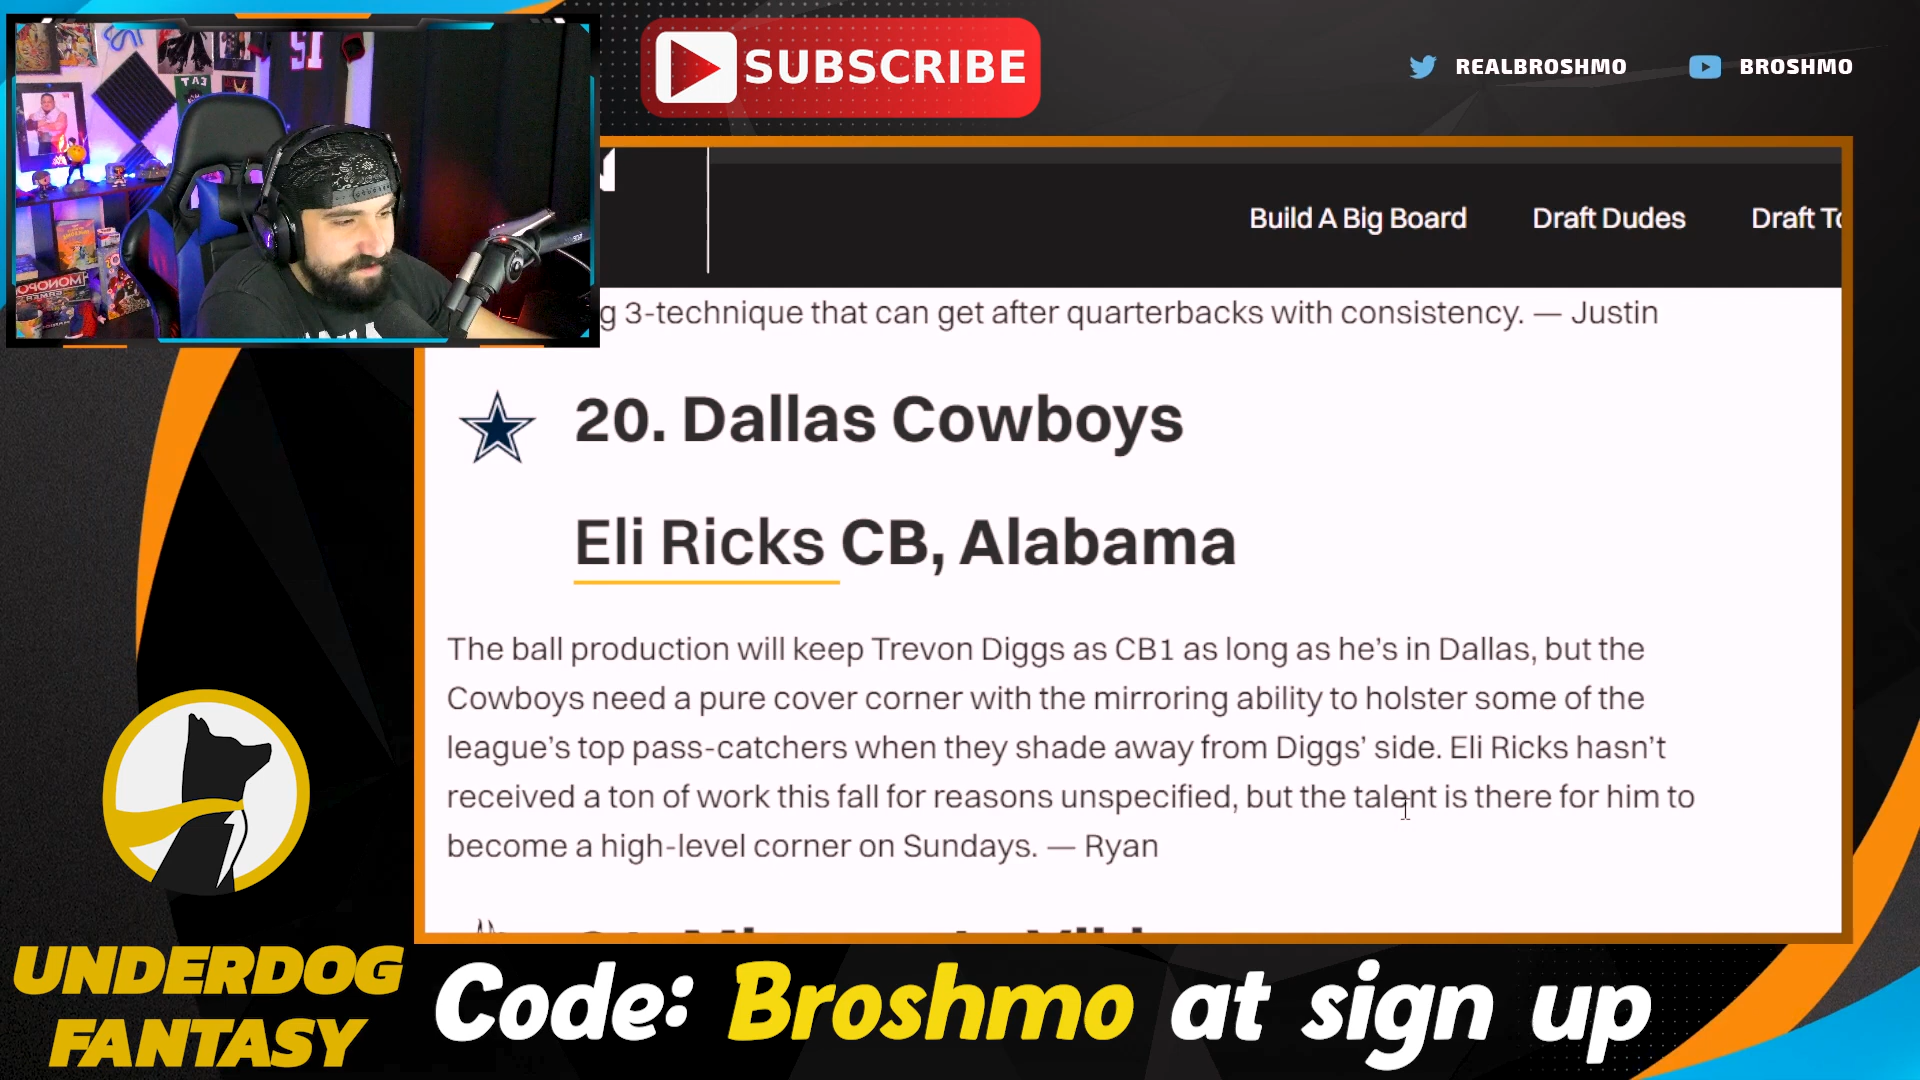 SUBSCRIBE
REALBROSHMO
BROSHMO
Build A Big Board
Draft Dudes
Draft To
g 3-technique that can get after quarterbacks with consistency. — Justin
20. Dallas Cowboys
Eli Ricks CB, Alabama
The ball production will keep Trevon Diggs as CB1 as long as he’s in Dallas, but the
Cowboys need a pure cover corner with the mirroring ability to holster some of the
league’s top pass-catchers when they shade away from Diggs’ side. Eli Ricks hasn’t
received a ton of work this fall for reasons unspecified, but the talent is there for him to
become a high-level corner on Sundays. — Ryan
UNDERDOG
FANTASY
Code: Broshmo at sign up